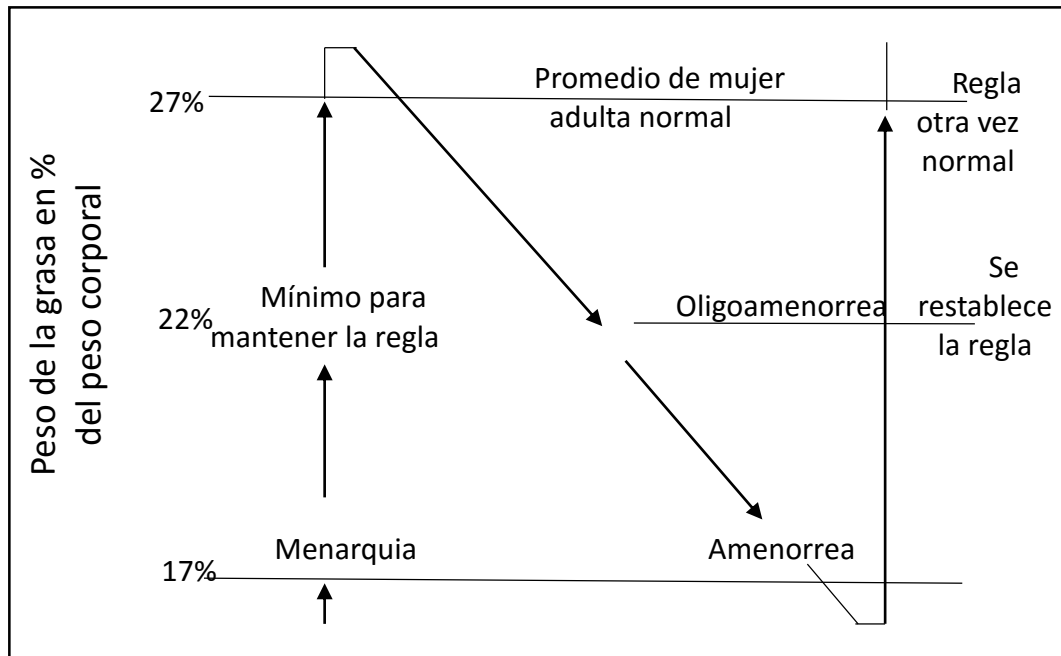 Peso de la grasa en %
del peso corporal
27%
Promedio de mujer
adulta normal
Regla
otra vez
normal
22%
Mínimo para
mantener la regla
Oligoamenorrea
Se
restablece
la regla
17%
Menarquia
Amenorrea